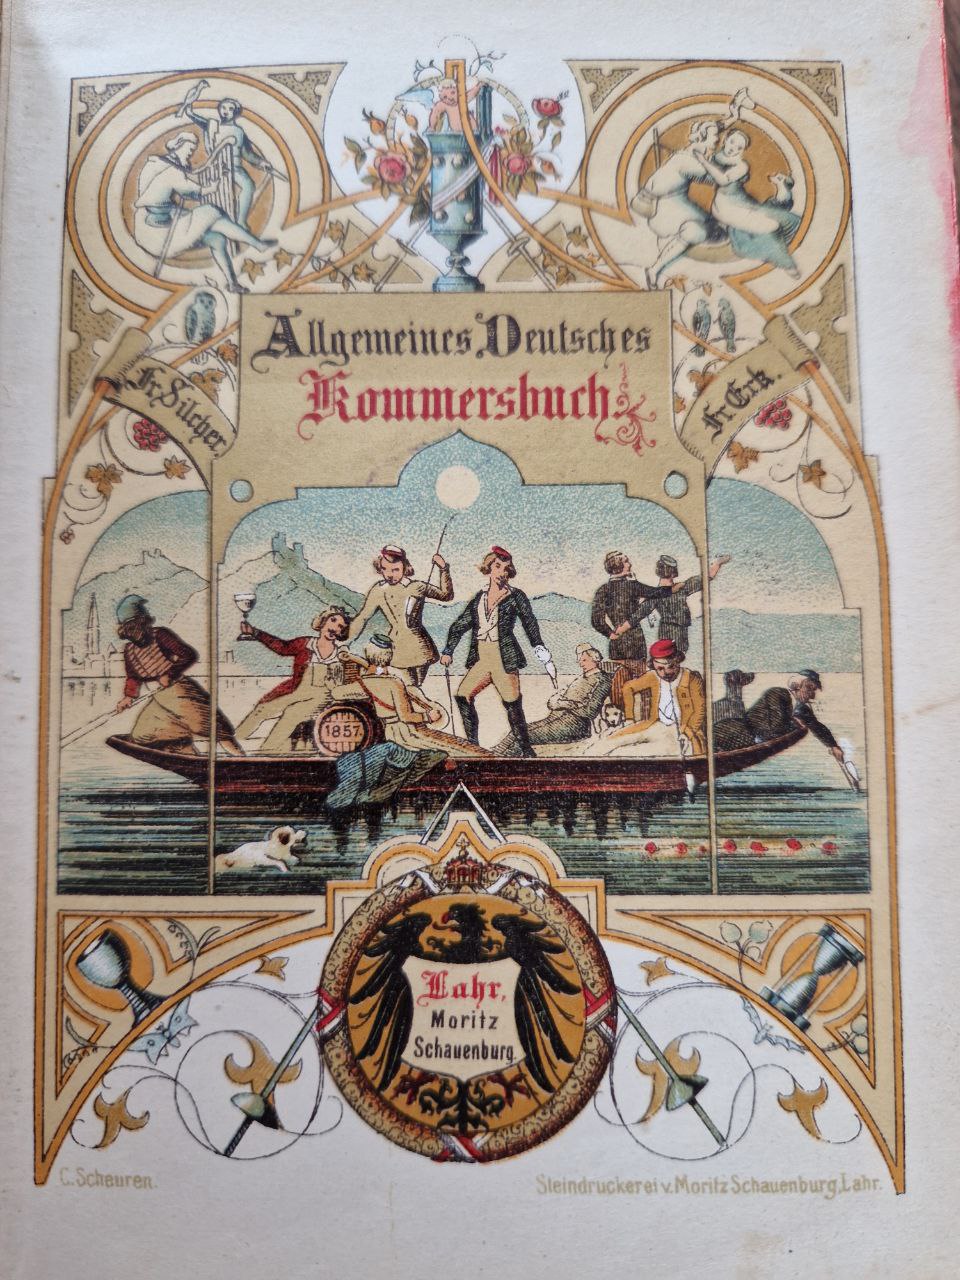 Allgemeines Deutsches
Kommersbuch
Fr. Silcher.
Fr. Erk.
1857.
Lahr,
Moritz
Schauenburg.
C. Scheuren.
Steindruckerei v. Moritz Schauenburg, Lahr.